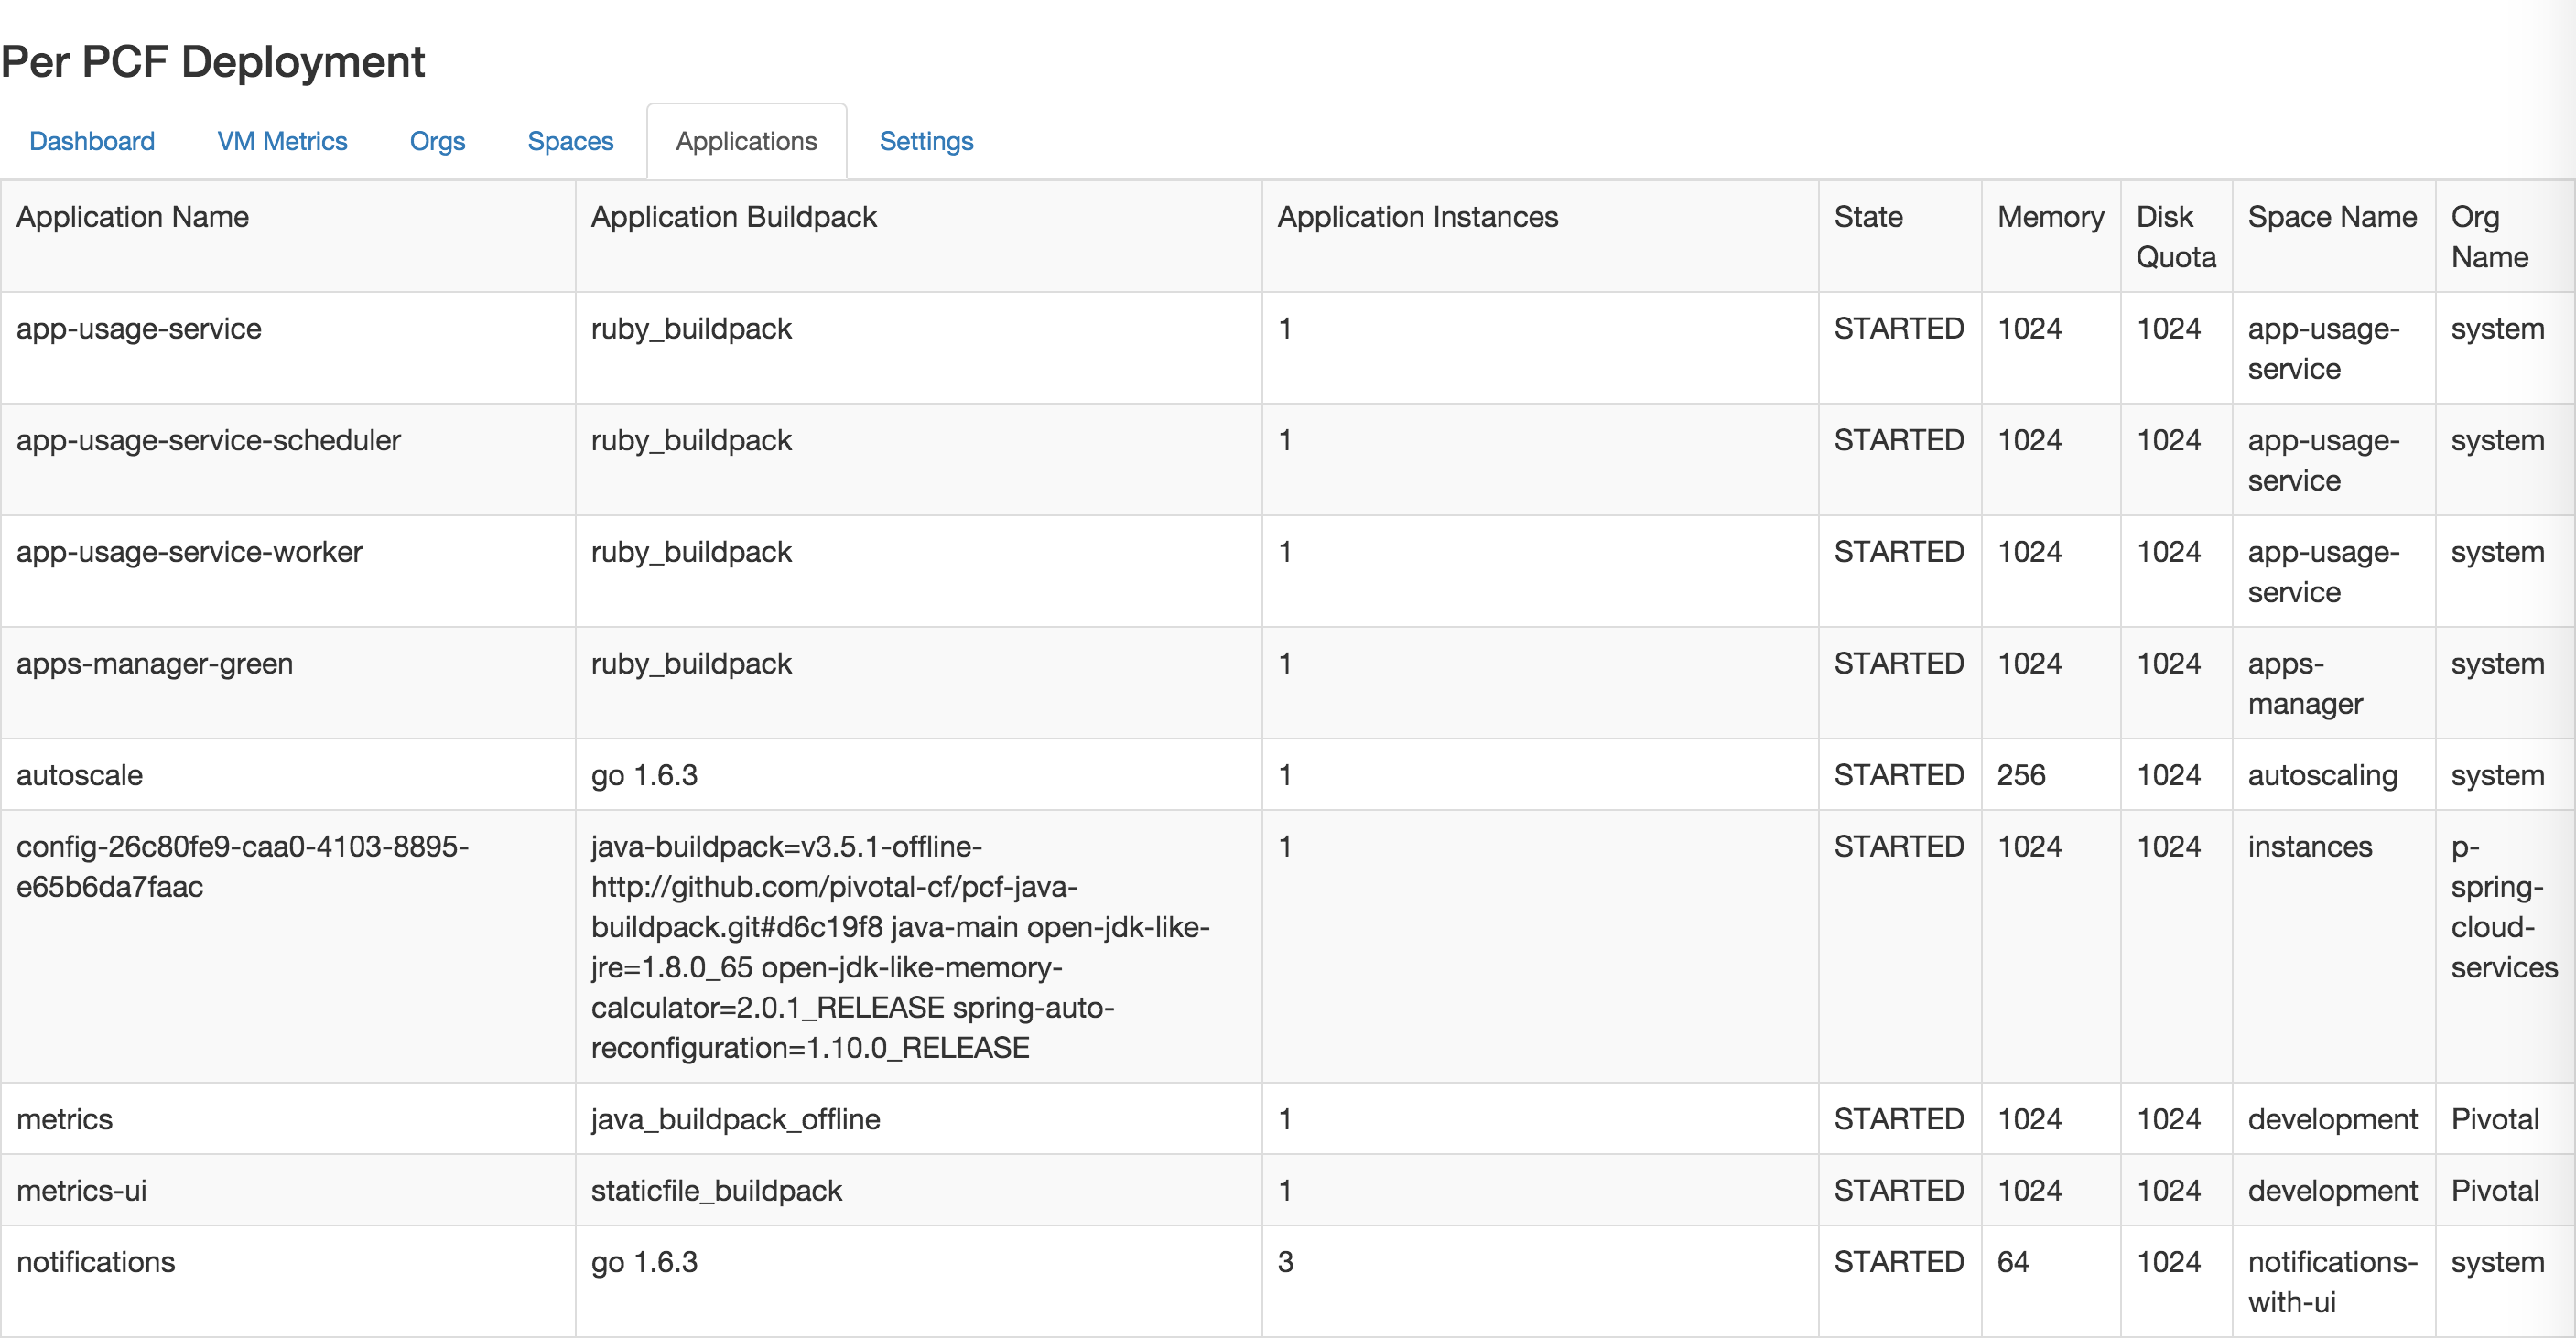 Per PCF Deployment
Dashboard VM Metrics Orgs Spaces Applications Settings
Application Name Application Buildpack Application Instances State Memory Disk Quota Space Name Org Name
app-usage-service ruby_buildpack 1 STARTED 1024 1024 app-usage-service system
app-usage-service-scheduler ruby_buildpack 1 STARTED 1024 1024 app-usage-service system
app-usage-service-worker ruby_buildpack 1 STARTED 1024 1024 app-usage-service system
apps-manager-green ruby_buildpack 1 STARTED 1024 1024 apps-manager system
autoscale go 1.6.3 1 STARTED 256 1024 autoscaling system
config-26c80fe9-caa0-4103-8895-
e65b6da7faac
java-buildpack=v3.5.1-offline-
http://github.com/pivotal-cf/pcf-java-
buildpack.git#d6c19f8 java-main open-jdk-like-
jre=1.8.0_65 open-jdk-like-memory-
calculator=2.0.1_RELEASE spring-auto-
reconfiguration=1.10.0_RELEASE
1 STARTED 1024 1024 instances
p-
spring-
cloud-
services
metrics java_buildpack_offline 1 STARTED 1024 1024 development Pivotal
metrics-ui staticfile_buildpack 1 STARTED 1024 1024 development Pivotal
notifications go 1.6.3 3 STARTED 64 1024 notifications-with-ui system